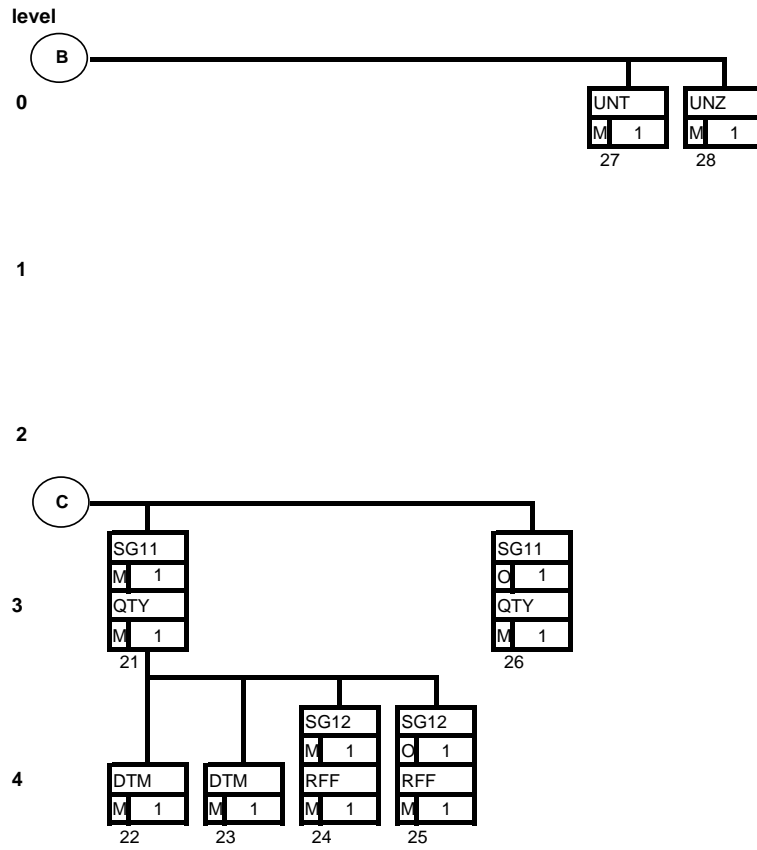 level
B
0
UNT UNZ
M 1 M 1
27 28
1
2
C
SG11 SG11
M 1 O 1
3
QTY QTY
M 1 M 1
21 26
SG12 SG12
M 1 O 1
4
DTM DTM RFF RFF
M 1 M 1 M 1 M 1
22 23 24 25